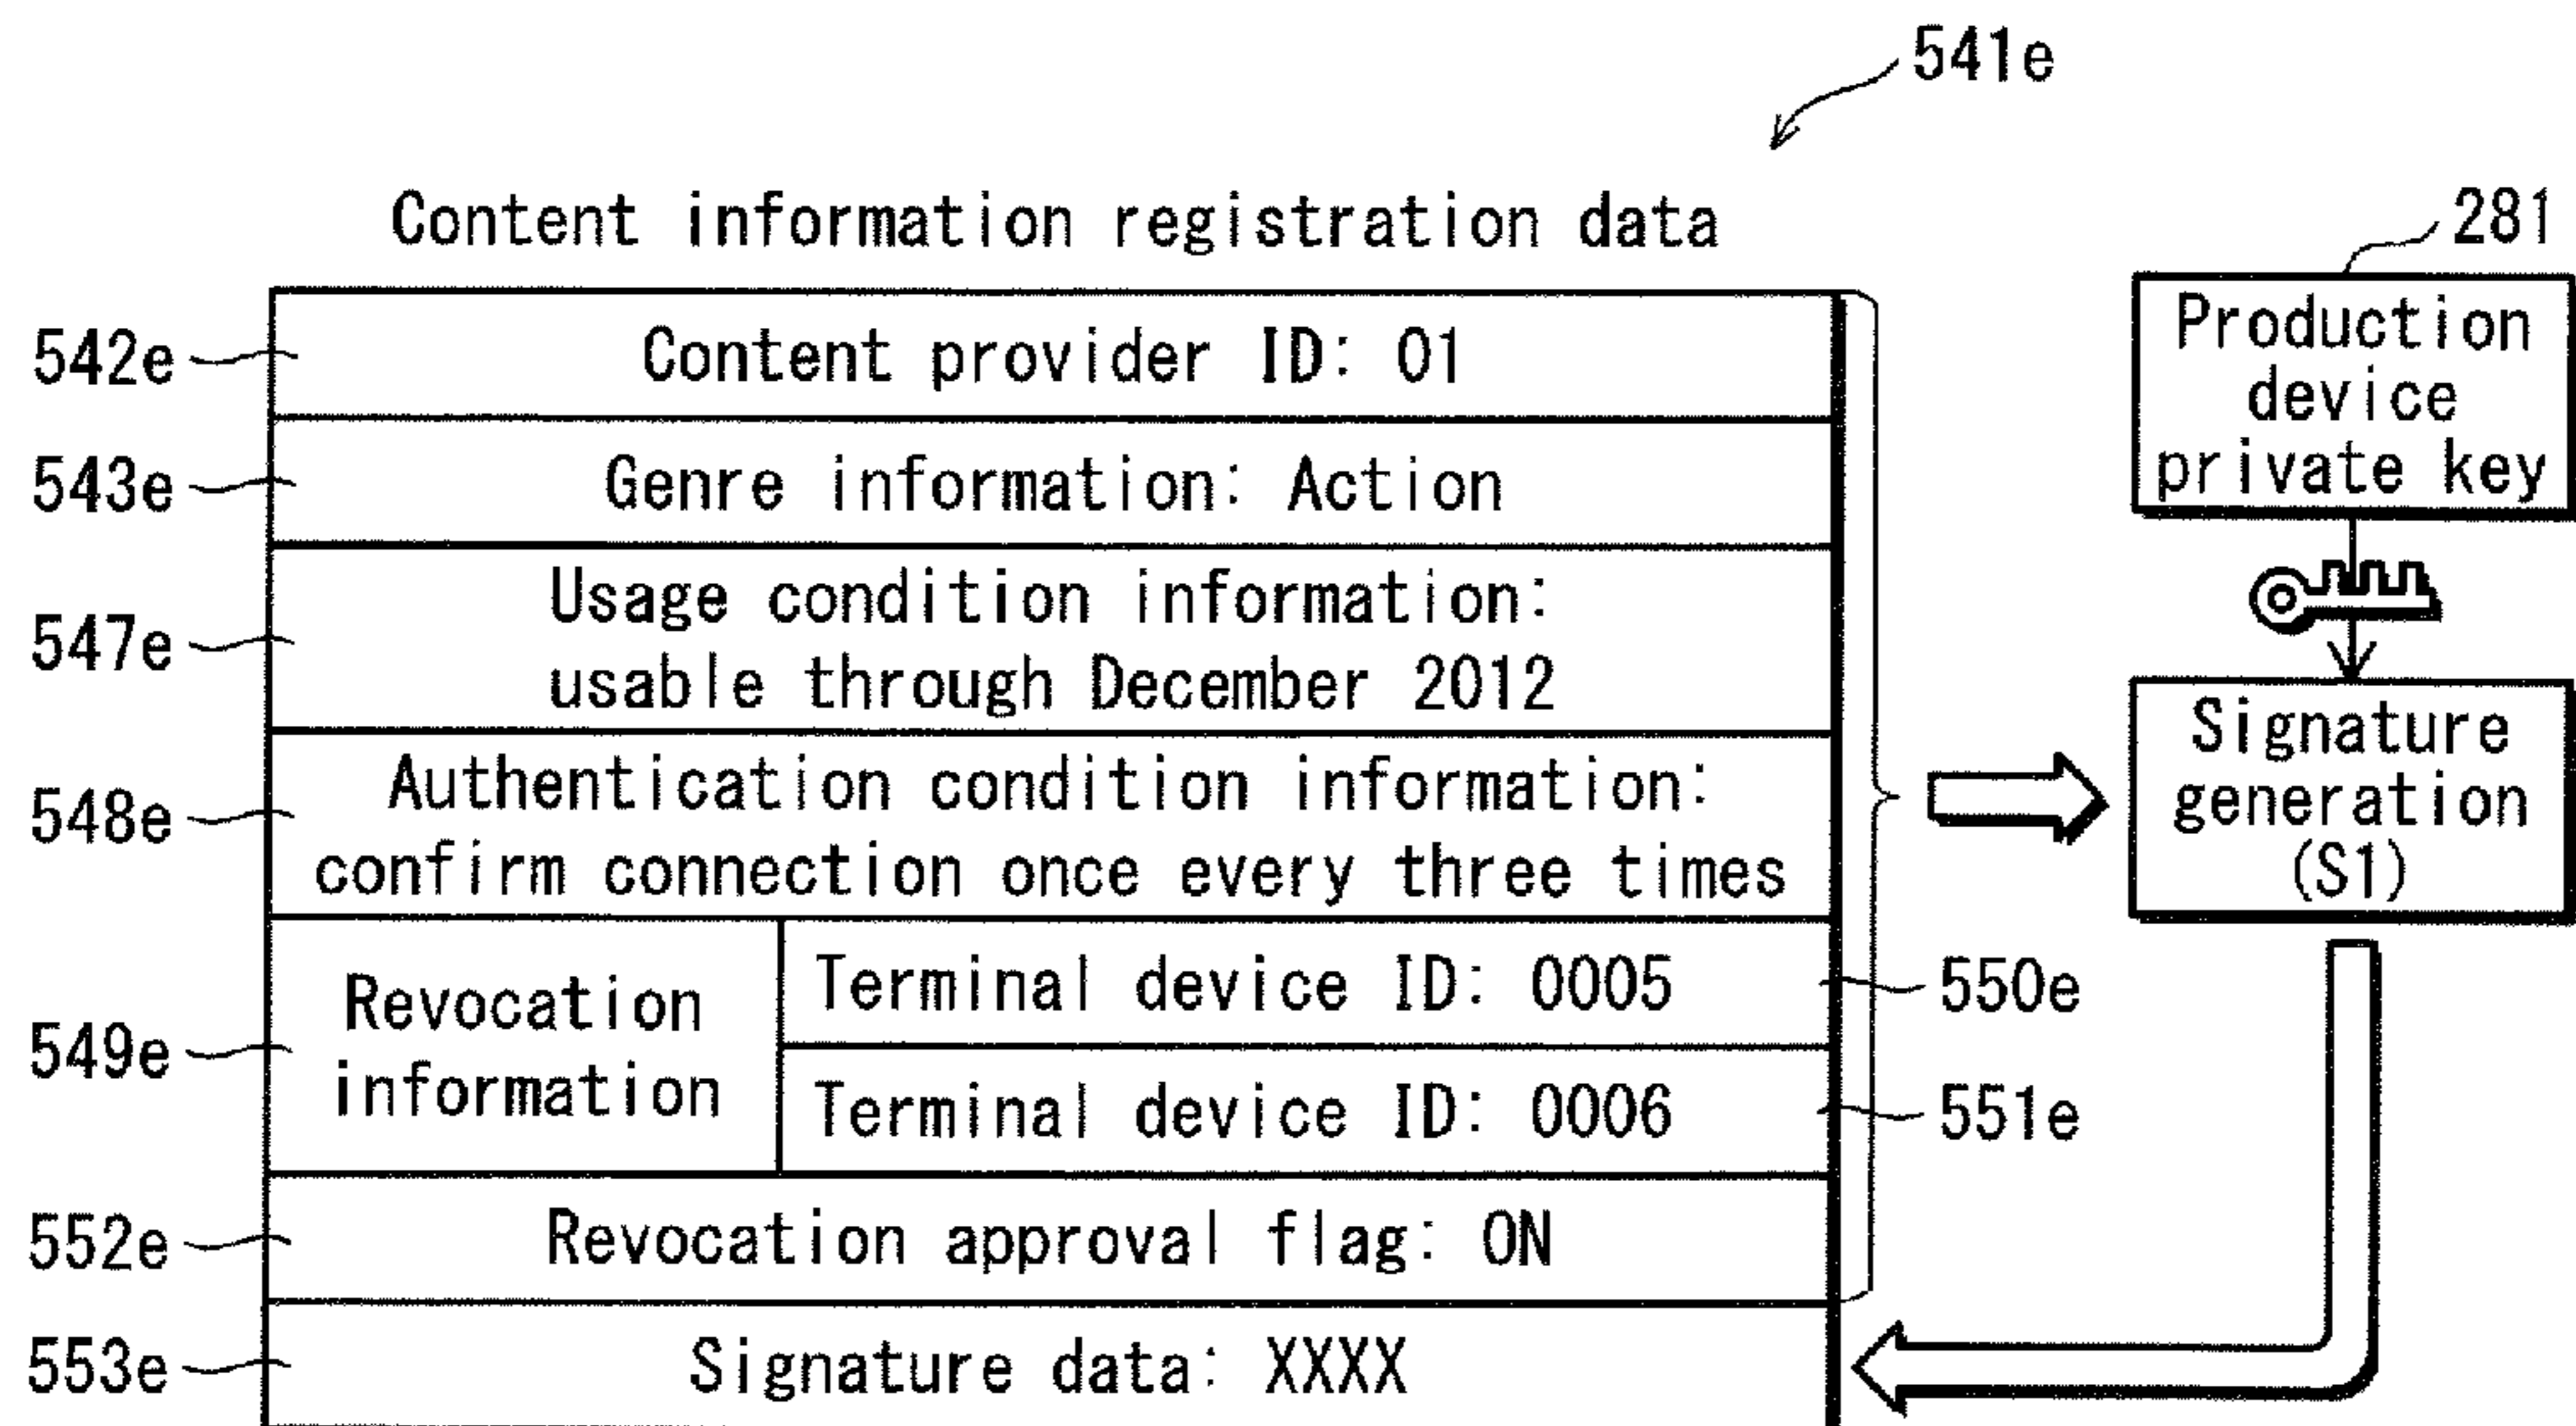 541e
Content information registration data
281
Production
device
private key
542e
Content provider ID: 01
543e
Genre information: Action
547e
Usage condition information:
usable through December 2012
548e
Authentication condition information:
confirm connection once every three times
Signature
generation
(S1)
549e
Revocation
information
Terminal device ID: 0005
550e
Terminal device ID: 0006
551e
552e
Revocation approval flag: ON
553e
Signature data: XXXX